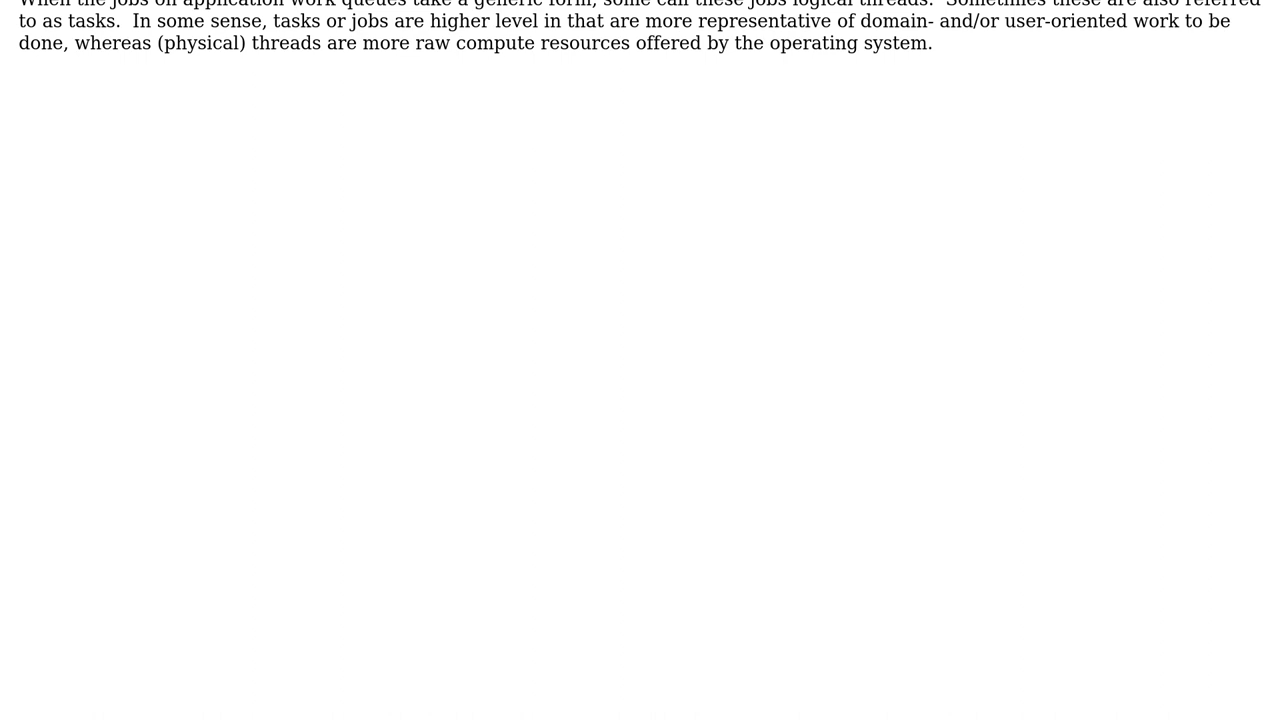 When the jobs on application work queues take a generic form, some can these jobs logical threads.  Sometimes these are also referred
to as tasks.  In some sense, tasks or jobs are higher level in that are more representative of domain- and/or user-oriented work to be
done, whereas (physical) threads are more raw compute resources offered by the operating system.